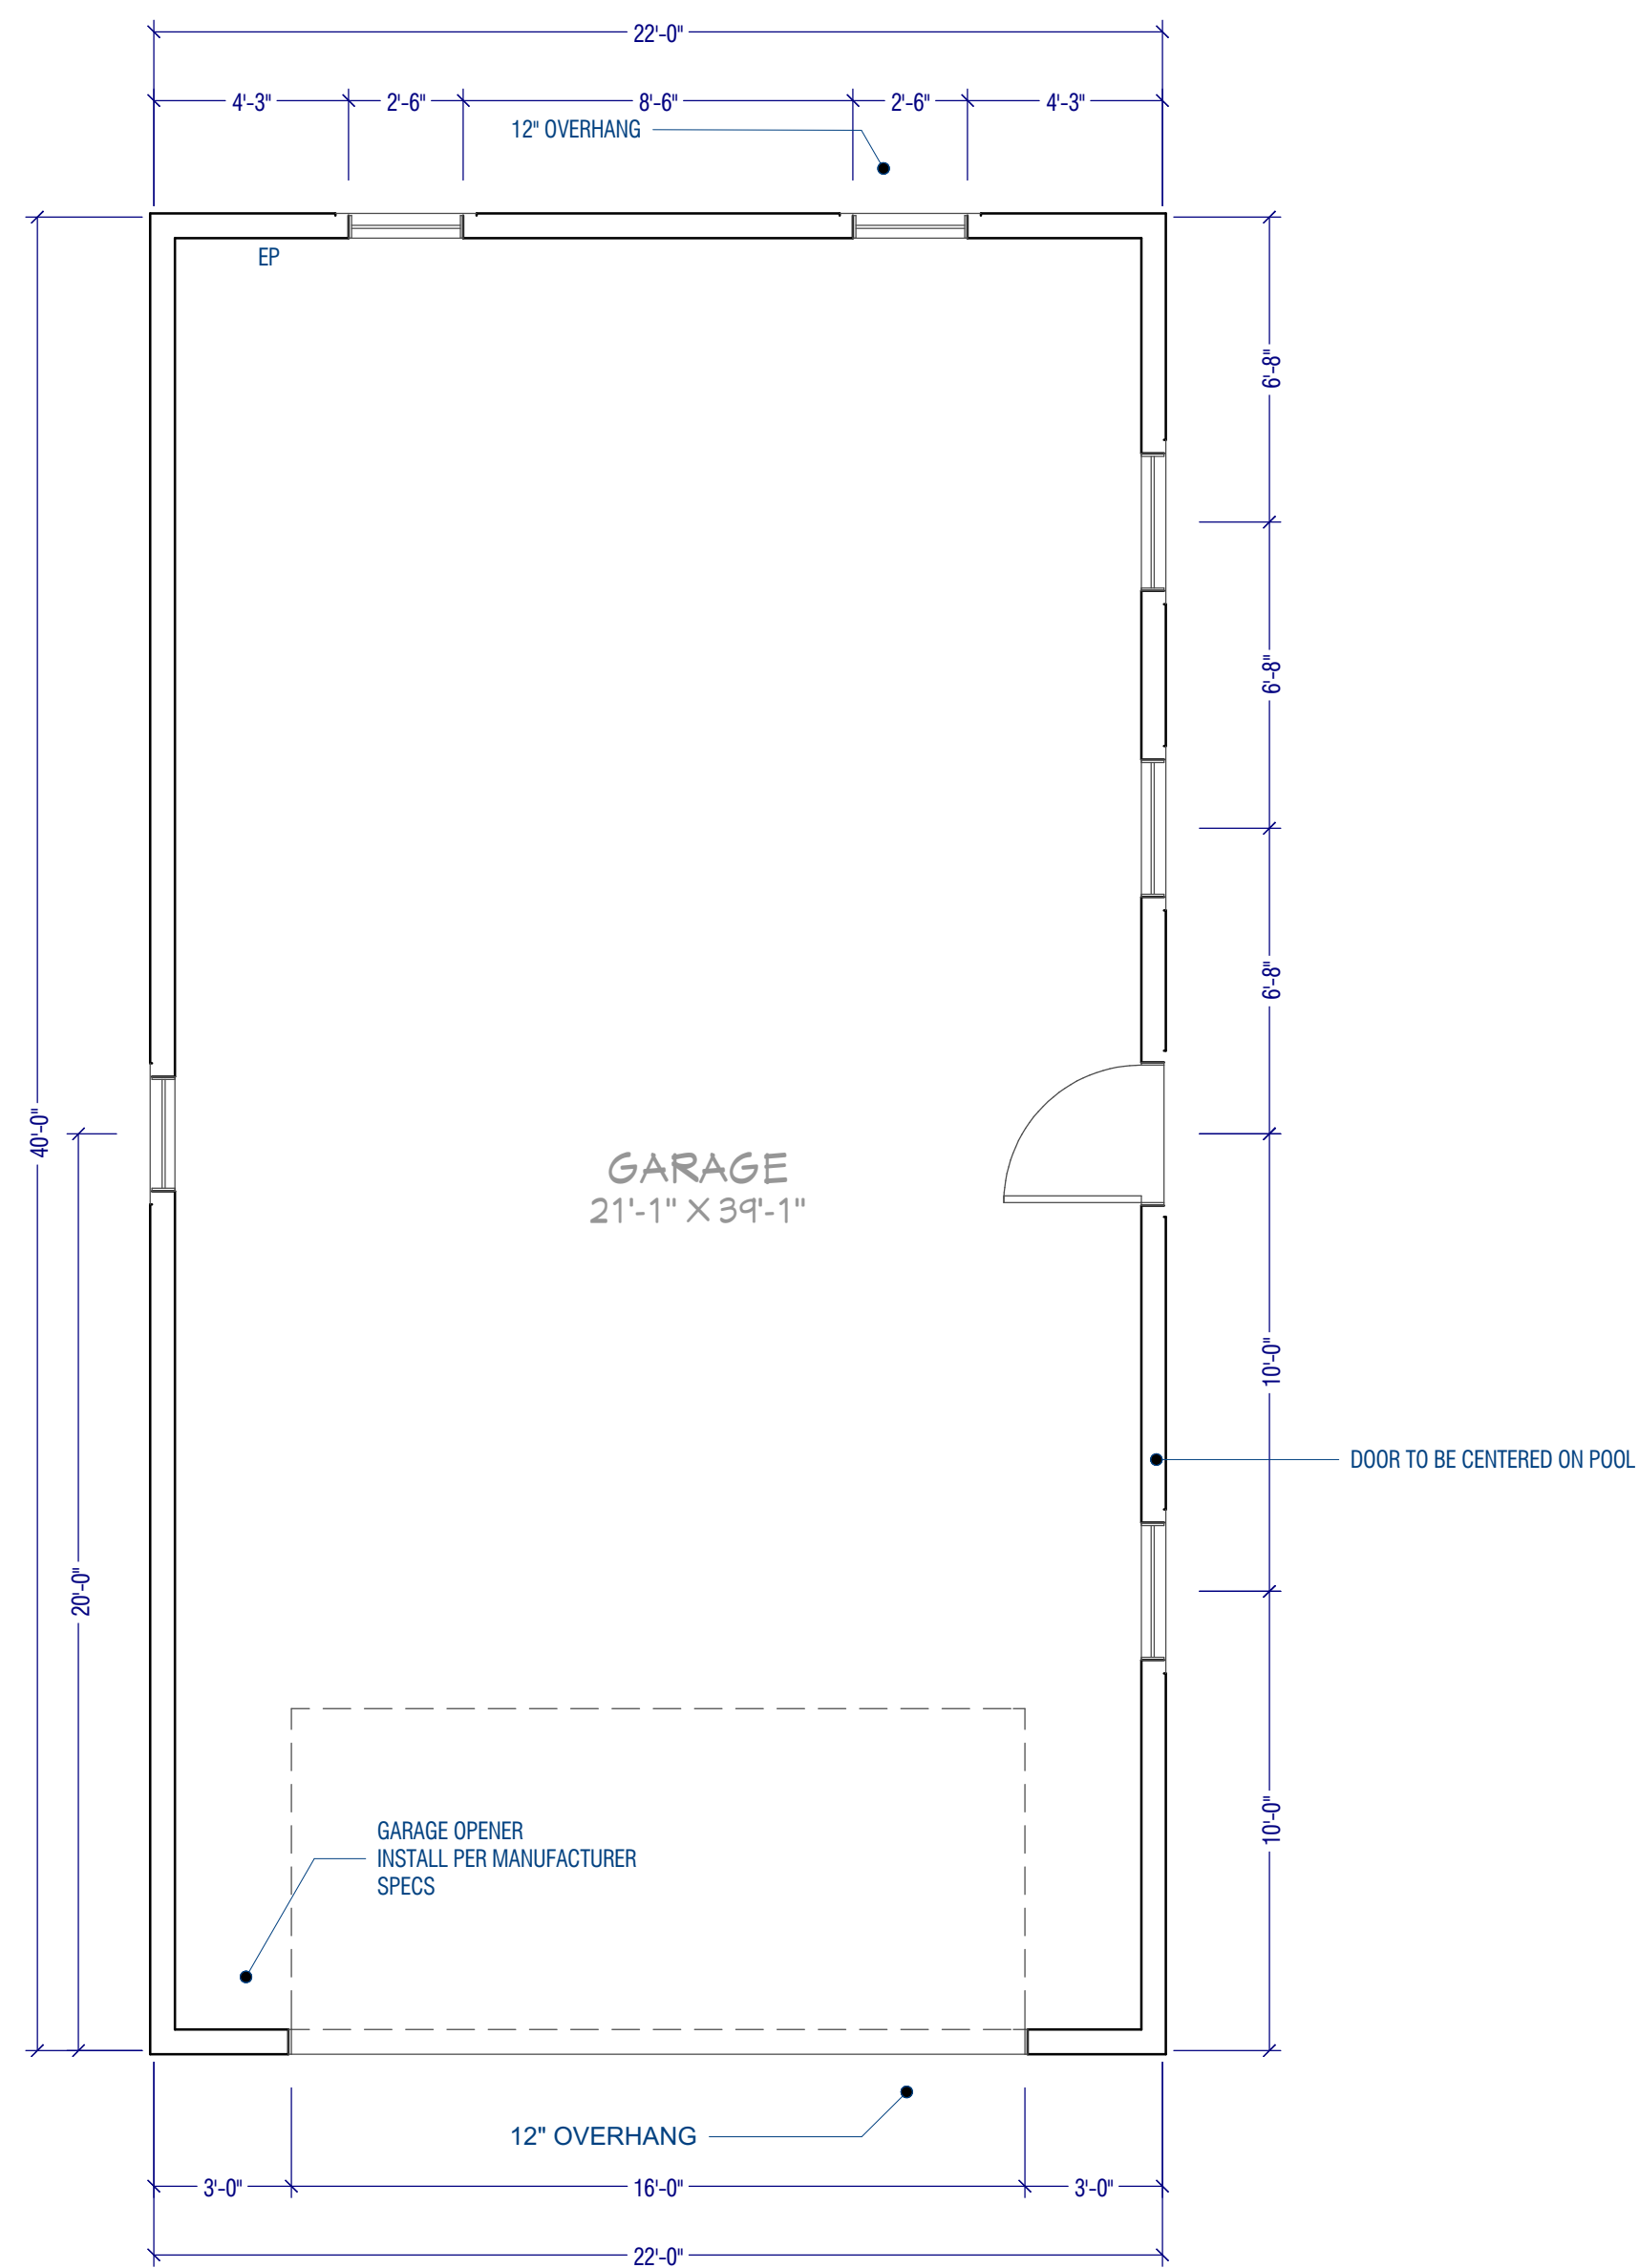 22'-0"
4'-3" 2'-6" 8'-6" 2'-6" 4'-3"
12" OVERHANG
EP
6'-8"
6'-8"
6'-8"
40'-0"
GARAGE
21'-1" X 39'-1"
10'-0"
DOOR TO BE CENTERED ON POOL
20'-0"
10'-0"
GARAGE OPENER
INSTALL PER MANUFACTURER
SPECS
12" OVERHANG
3'-0" 16'-0" 3'-0"
22'-0"